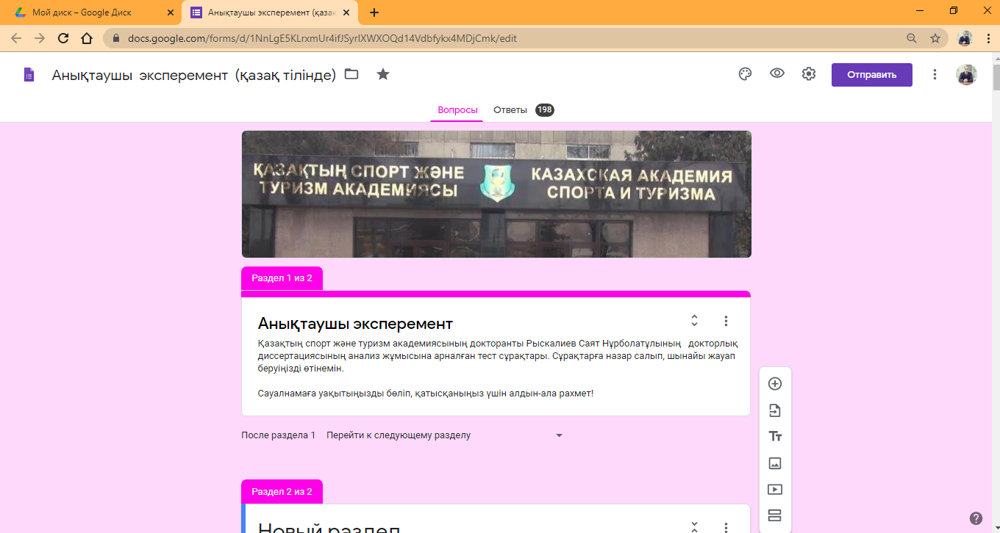 Мой диск – Google Диск
Анықтаушы эксперемент (қазақ
docs.google.com/forms/d/1NnLgE5KLrxmUr4ifJSyrIXWXOQd14Vdbfykx4MDjCmk/edit
Анықтаушы эксперемент (қазақ тілінде)
Отправить
Вопросы Ответы 198
ҚАЗАҚТЫҢ СПОРТ ЖӘНЕ
ТУРИЗМ АКАДЕМИЯСЫ
КАЗАХСКАЯ АКАДЕМИЯ
СПОРТА И ТУРИЗМА
Раздел 1 из 2
Анықтаушы эксперемент
Қазақтың спорт және туризм академиясының докторанты Рыскалиев Саят Нұрболатұлының докторлық
диссертациясының анализ жұмысына арналған тест сұрақтары. Сұрақтарға назар салып, шынайы жауап
беруіңізді өтінемін.
Сауалнамаға уақытыңызды бөліп, қатысқаныңыз үшін алдын-ала рахмет!
После раздела 1 Перейти к следующему разделу
Раздел 2 из 2
Новый раздел